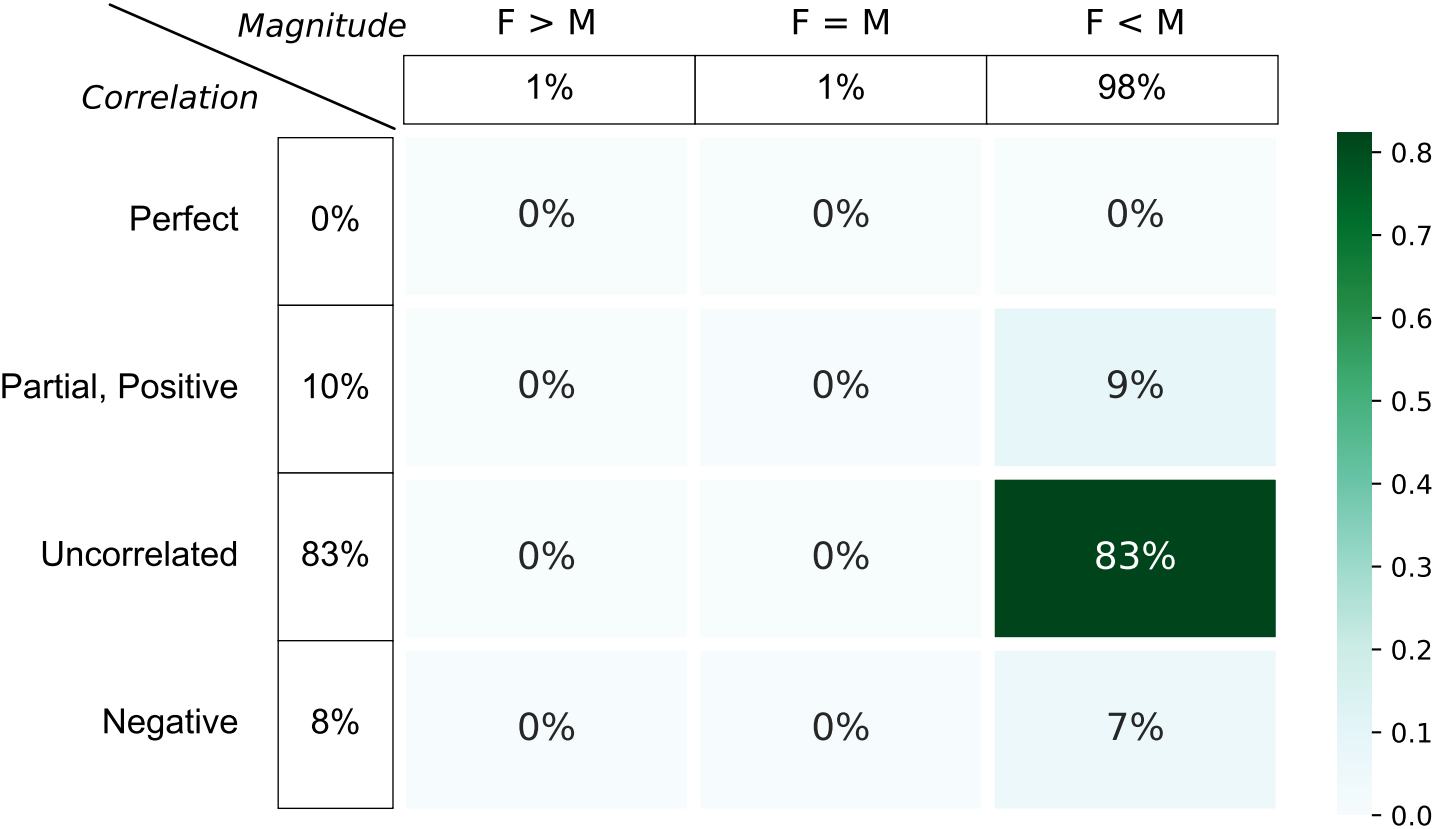 Magnitude F > M F = M F < M
Correlation 1% 1% 98%
Perfect 0% 0% 0% 0%
Partial, Positive 10% 0% 0% 9%
Uncorrelated 83% 0% 0% 83%
Negative 8% 0% 0% 7%
0.8
0.7
0.6
0.5
0.4
0.3
0.2
0.1
0.0